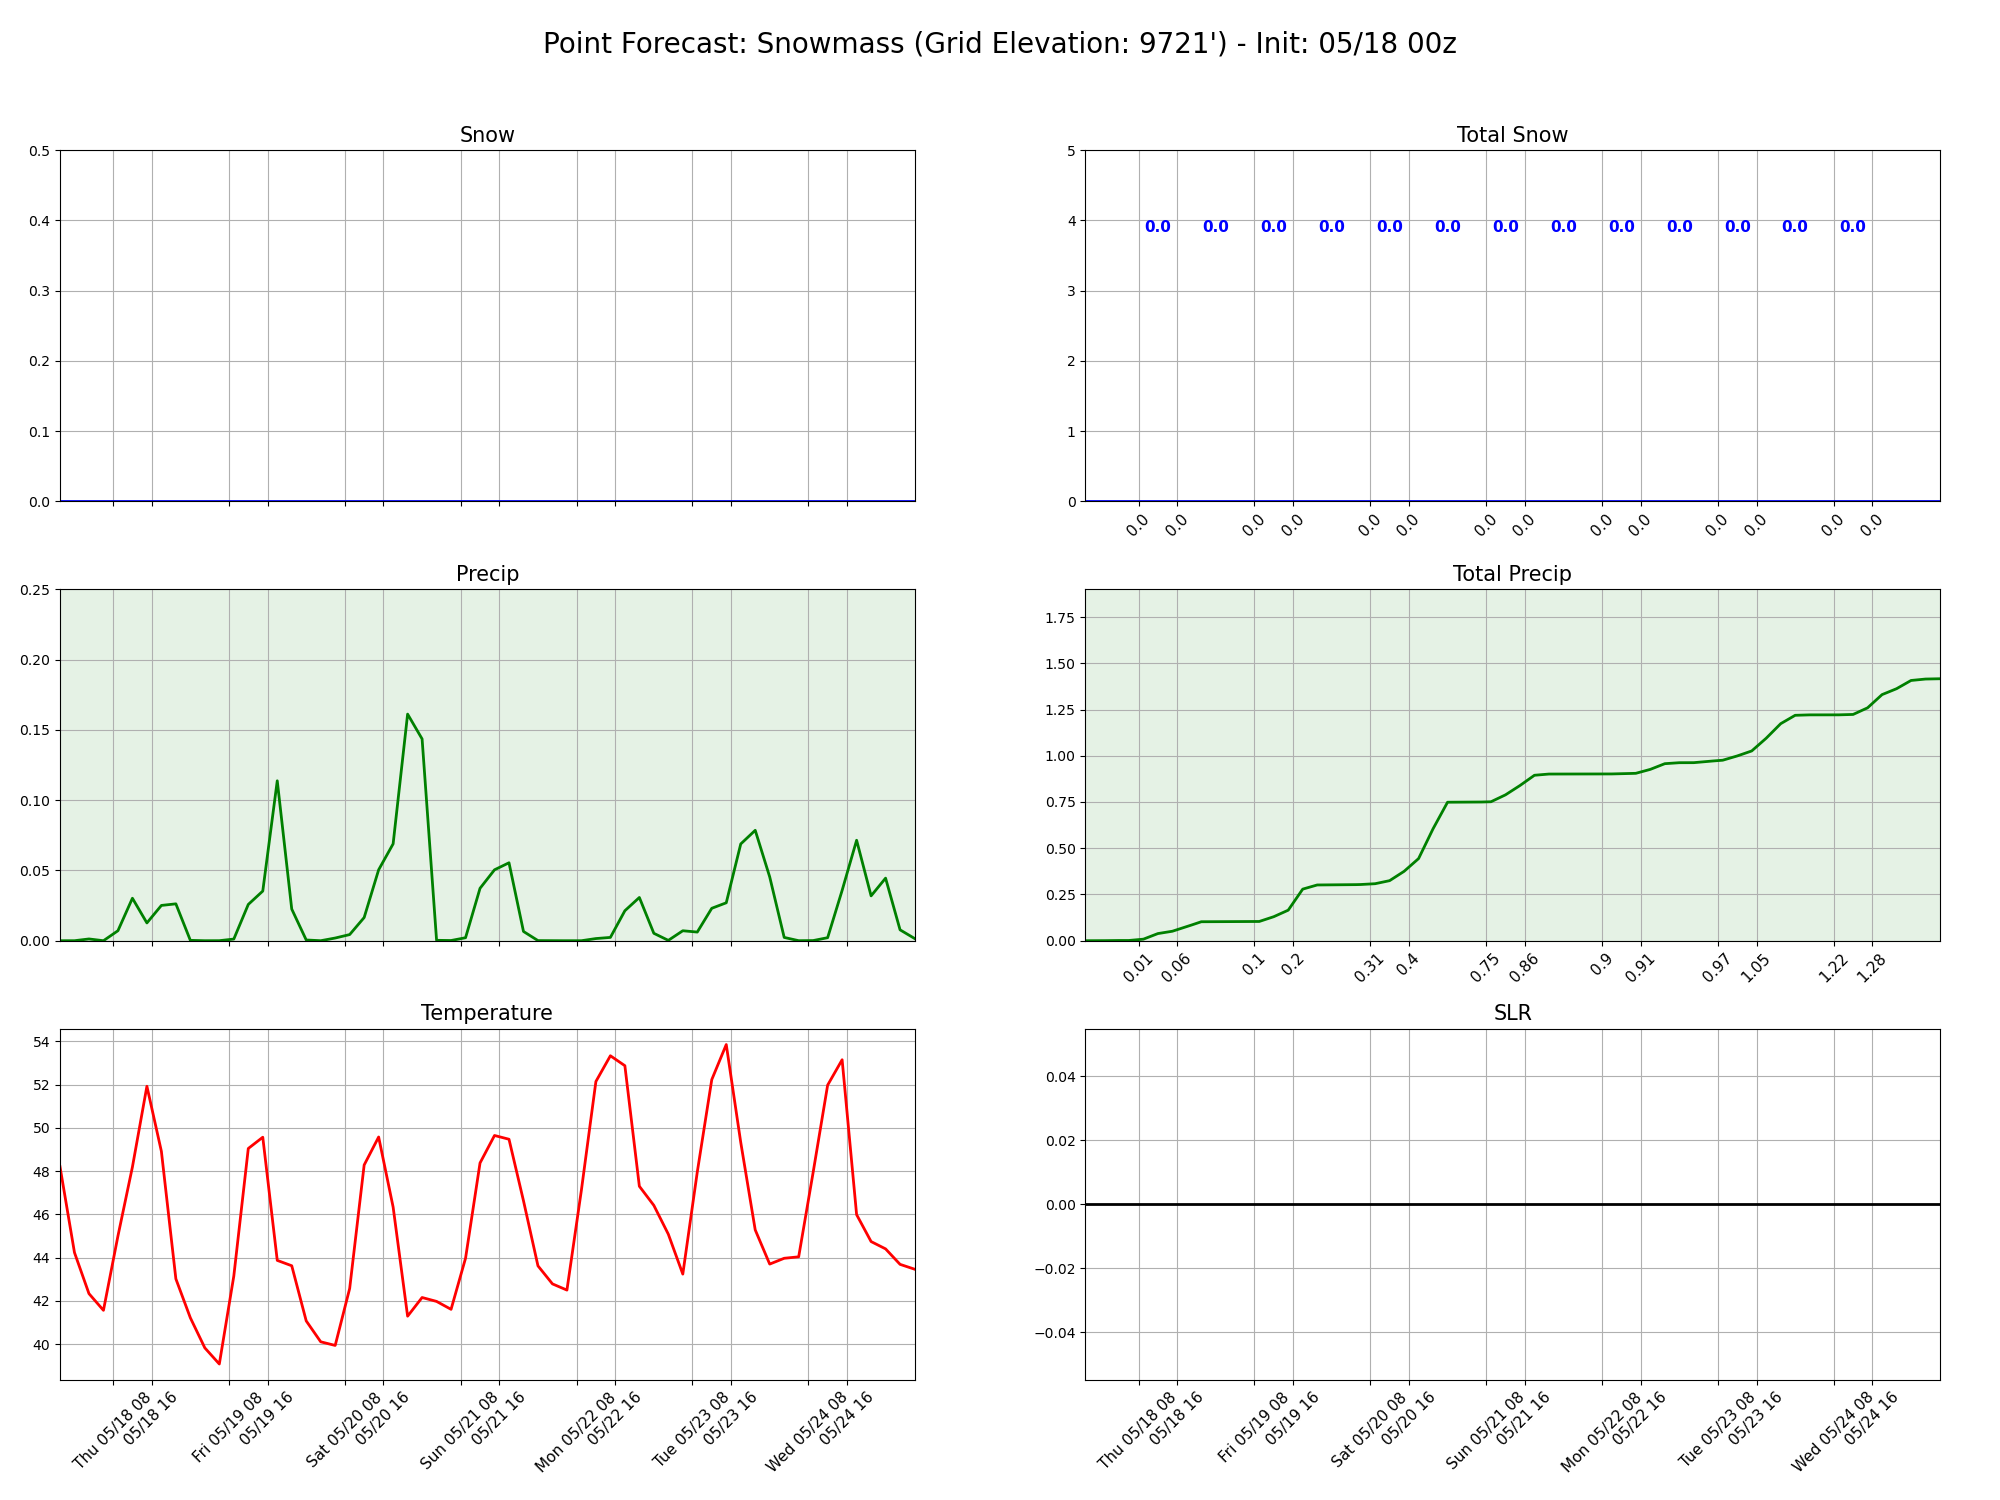 Point Forecast: Snowmass (Grid Elevation: 9721') - Init: 05/18 00z
Snow
0.5
0.4
0.3
0.2
0.1
0.0
Total Snow
5
4
3
2
1
0
0.0 0.0 0.0 0.0 0.0 0.0 0.0 0.0 0.0 0.0 0.0 0.0 0.0
0.0 0.0 0.0 0.0 0.0 0.0 0.0 0.0 0.0 0.0 0.0 0.0 0.0 0.0
Precip
0.25
0.20
0.15
0.10
0.05
0.00
Total Precip
1.75
1.50
1.25
1.00
0.75
0.50
0.25
0.00
0.01 0.06 0.1 0.2 0.31 0.4 0.75 0.86 0.9 0.91 0.97 1.05 1.22 1.28
Temperature
54
52
50
48
46
44
42
40
Thu 05/18 08
05/18 16
Fri 05/19 08
05/19 16
Sat 05/20 08
05/20 16
Sun 05/21 08
05/21 16
Mon 05/22 08
05/22 16
Tue 05/23 08
05/23 16
Wed 05/24 08
05/24 16
SLR
0.04
0.02
0.00
−0.02
−0.04
Thu 05/18 08
05/18 16
Fri 05/19 08
05/19 16
Sat 05/20 08
05/20 16
Sun 05/21 08
05/21 16
Mon 05/22 08
05/22 16
Tue 05/23 08
05/23 16
Wed 05/24 08
05/24 16